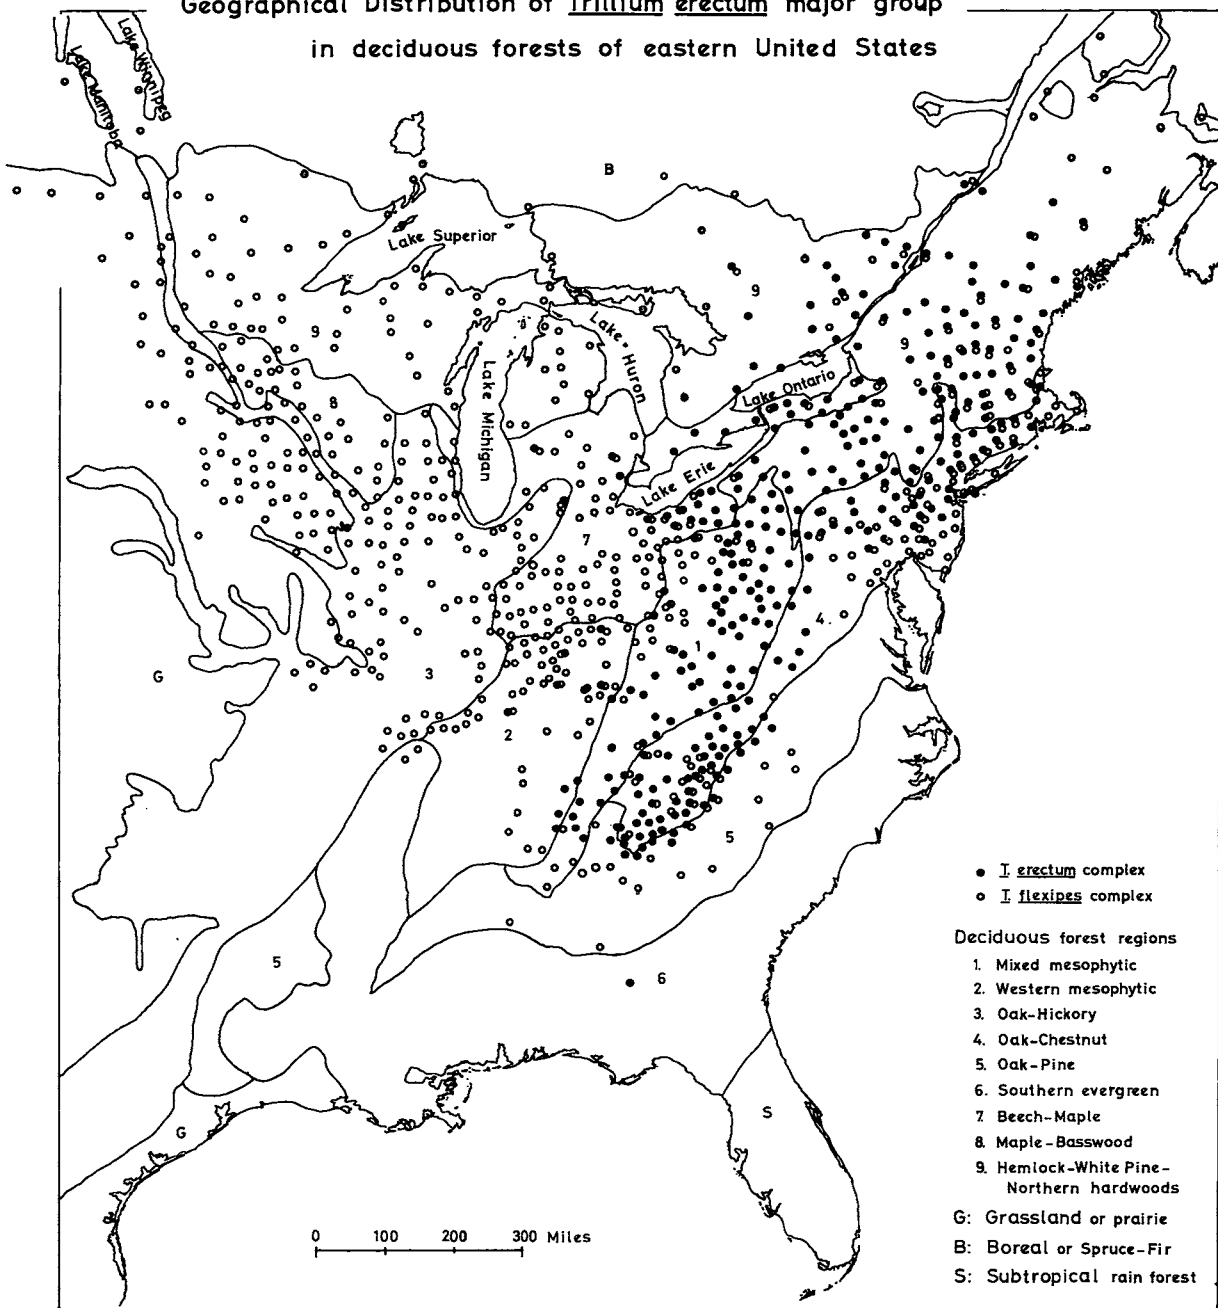 Geographical Distribution of Trillium erectum major group
in deciduous forests of eastern United States
Lake Winnipeg
Lake Manitoba
B
Lake Superior
9
9
9
Lake Huron
Lake Michigan
Lake Ontario
8
Lake Erie
7
4.
1
G
3
2
5
T. erectum complex
T. flexipes complex
Deciduous forest regions
1. Mixed mesophytic
2. Western mesophytic
3. Oak-Hickory
4. Oak-Chestnut
5. Oak-Pine
6. Southern evergreen
7. Beech-Maple
8. Maple-Basswood
9. Hemlock-White Pine-
Northern hardwoods
G: Grassland or prairie
B: Boreal or Spruce-Fir
S: Subtropical rain forest
5
6
S
G
0 100 200 300 Miles